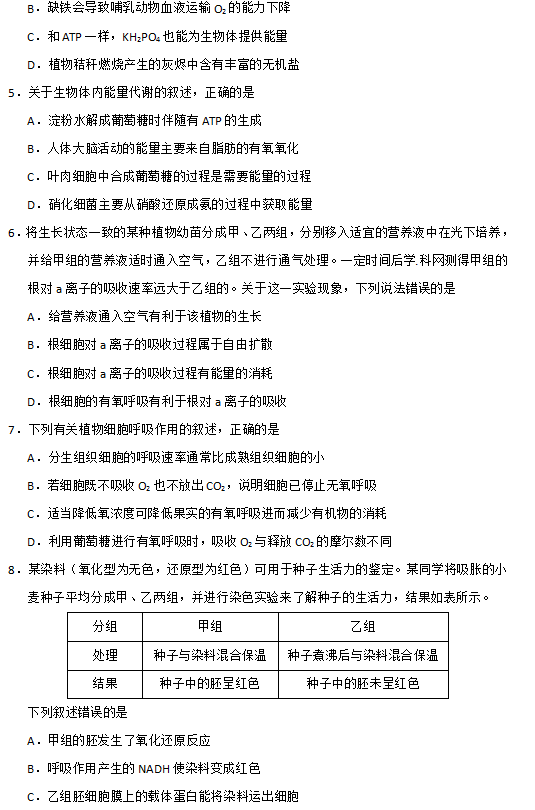 B．缺铁会导致哺乳动物血液运输 O₂ 的能力下降
C．和 ATP 一样，KH₂PO₄ 也能为生物体提供能量
D．植物秸秆燃烧产生的灰烬中含有丰富的无机盐
5．关于生物体内能量代谢的叙述，正确的是
A．淀粉水解成葡萄糖时伴随有 ATP 的生成
B．人体大脑活动的能量主要来自脂肪的有氧氧化
C．叶肉细胞中合成葡萄糖的过程是需要能量的过程
D．硝化细菌主要从硝酸还原成氨的过程中获取能量
6．将生长状态一致的某种植物幼苗分成甲、乙两组，分别移入适宜的营养液中在光下培养，
并给甲组的营养液适时通入空气，乙组不进行通气处理。一定时间后学.科网测得甲组的
根对 a 离子的吸收速率远大于乙组的。关于这一实验现象，下列说法错误的是
A．给营养液通入空气有利于该植物的生长
B．根细胞对 a 离子的吸收过程属于自由扩散
C．根细胞对 a 离子的吸收过程有能量的消耗
D．根细胞的有氧呼吸有利于根对 a 离子的吸收
7．下列有关植物细胞呼吸作用的叙述，正确的是
A．分生组织细胞的呼吸速率通常比成熟组织细胞的小
B．若细胞既不吸收 O₂ 也不放出 CO₂，说明细胞已停止无氧呼吸
C．适当降低氧浓度可降低果实的有氧呼吸进而减少有机物的消耗
D．利用葡萄糖进行有氧呼吸时，吸收 O₂ 与释放 CO₂ 的摩尔数不同
8．某染料（氧化型为无色，还原型为红色）可用于种子生活力的鉴定。某同学将吸胀的小
麦种子平均分成甲、乙两组，并进行染色实验来了解种子的生活力，结果如表所示。
分组 甲组 乙组
处理 种子与染料混合保温 种子煮沸后与染料混合保温
结果 种子中的胚呈红色 种子中的胚未呈红色
下列叙述错误的是
A．甲组的胚发生了氧化还原反应
B．呼吸作用产生的 NADH 使染料变成红色
C．乙组胚细胞膜上的载体蛋白能将染料运出细胞